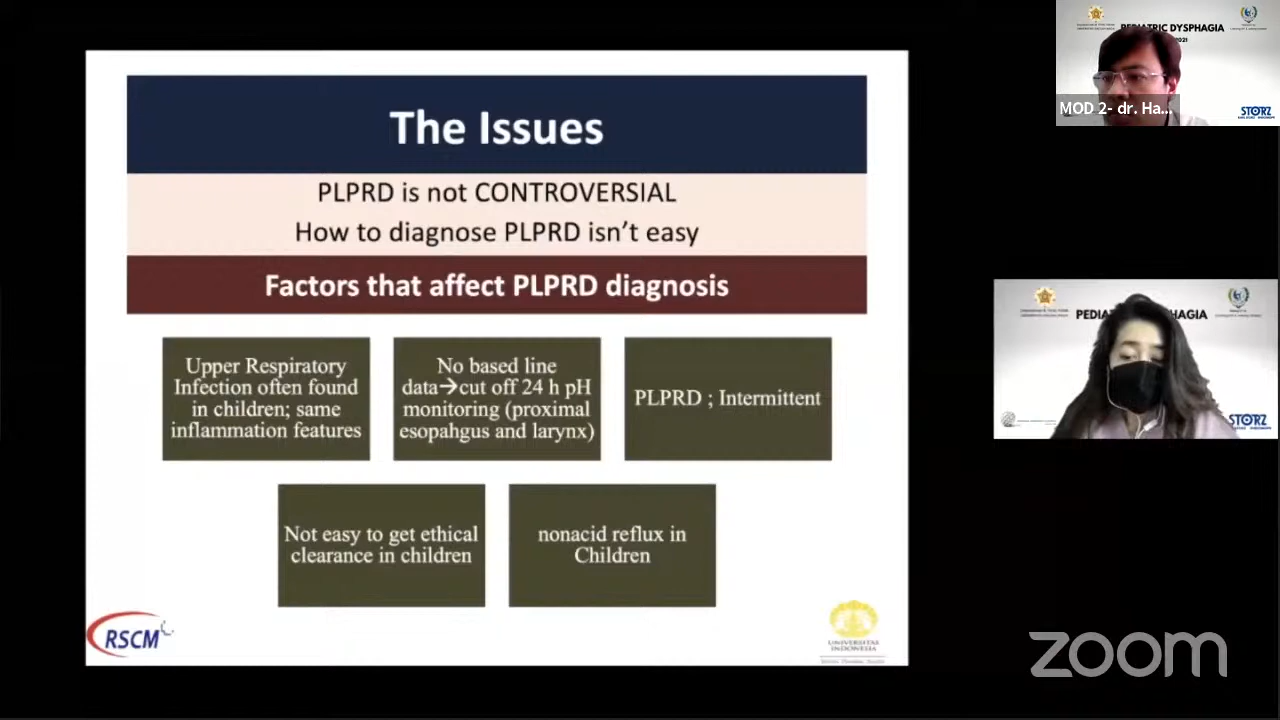 The Issues
PLPRD is not CONTROVERSIAL
How to diagnose PLPRD isn't easy
Factors that affect PLPRD diagnosis
Upper Respiratory
Infection often found
in children; same
inflammation features
No based line
data→cut off 24 h pH
monitoring (proximal
esopahgus and larynx)
PLPRD ; Intermittent
Not easy to get ethical
clearance in children
nonacid reflux in
Children
RSCM
UNIVERSITAS
INDONESIA
PEDIATRIC DYSPHAGIA
2021
MOD 2- dr. Ha...
STORZ
STORZ
zoom